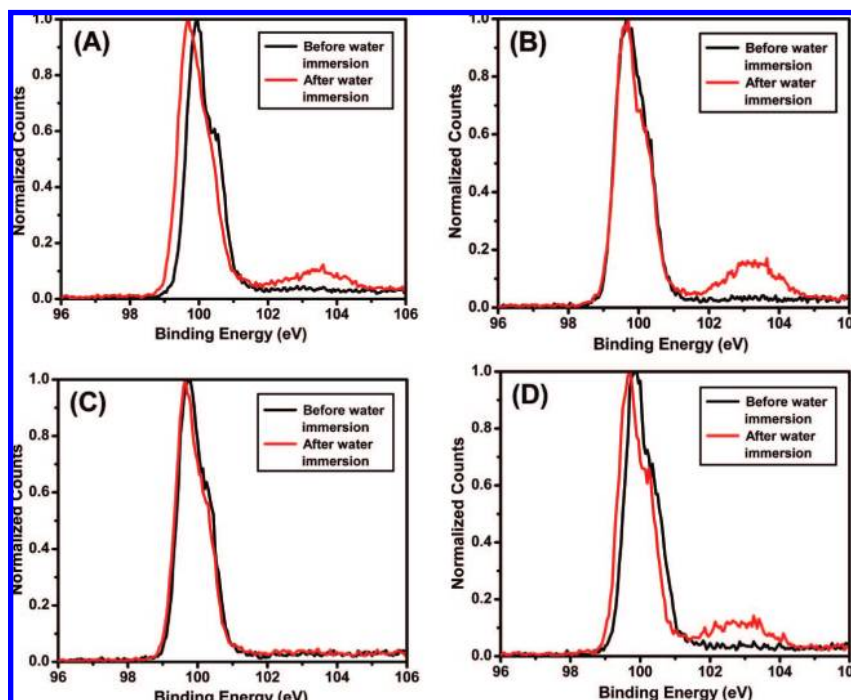 (A)
Before water
immersion
After water
immersion
Normalized Counts
1.0
0.8
0.6
0.4
0.2
0.0
96 98 100 102 104 106
Binding Energy (eV)
(B)
Before water
immersion
After water
immersion
Normalized Counts
1.0
0.8
0.6
0.4
0.2
0.0
96 98 100 102 104
Binding Energy (eV)
(C)
Before water
immersion
After water
immersion
Normalized Counts
1.0
0.8
0.6
0.4
0.2
0.0
96 98 100 102 104 106
Binding Energy (eV)
(D)
Before water
immersion
After water
immersion
Normalized Counts
1.0
0.8
0.6
0.4
0.2
0.0
96 98 100 102 104
Binding Energy (eV)